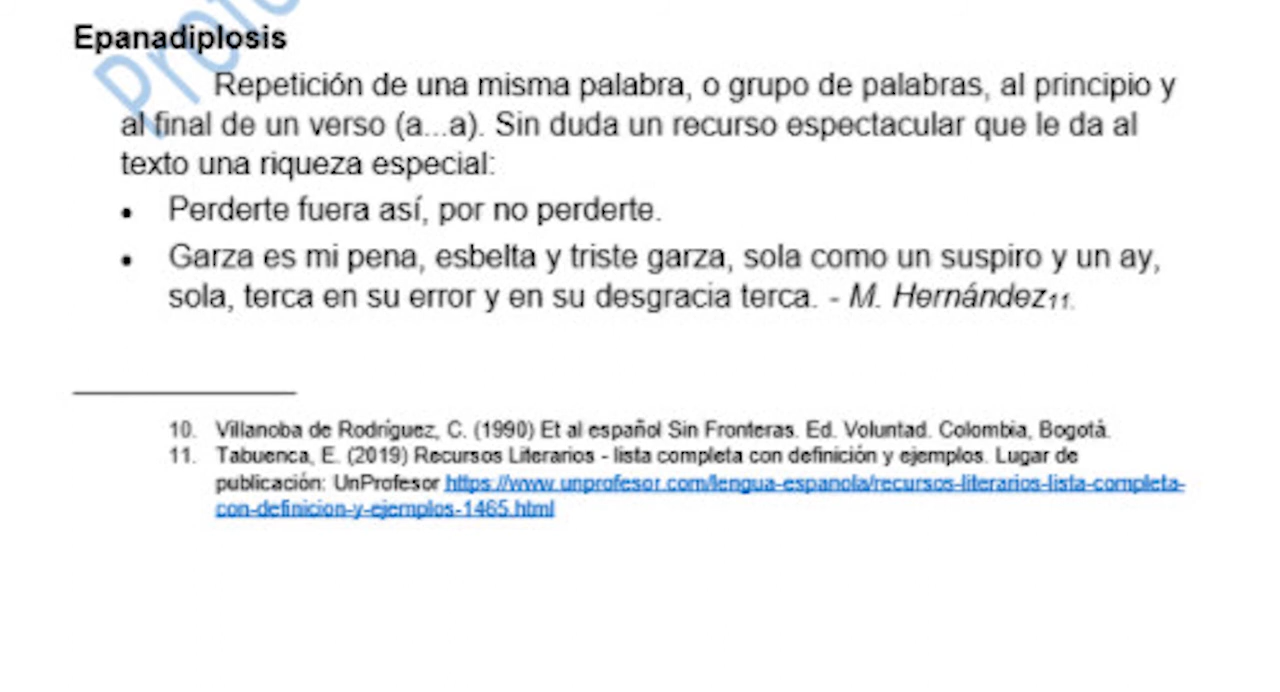 Epanadiplosis
Repetición de una misma palabra, o grupo de palabras, al principio y
al final de un verso (a...a). Sin duda un recurso espectacular que le da al
texto una riqueza especial:
• Perderte fuera así, por no perderte.
• Garza es mi pena, esbelta y triste garza, sola como un suspiro y un ay,
sola, terca en su error y en su desgracia terca. - M. Hernández11.
10. Villanoba de Rodríguez, C. (1990) Et al español Sin Fronteras. Ed. Voluntad. Colombia, Bogotá.
11. Tabuenca, E. (2019) Recursos Literarios - lista completa con definición y ejemplos. Lugar de
publicación: UnProfesor https://www.unprofesor.com/lengua-espanola/recursos-literarios-lista-completa-
con-definicion-y-ejemplos-1465.html